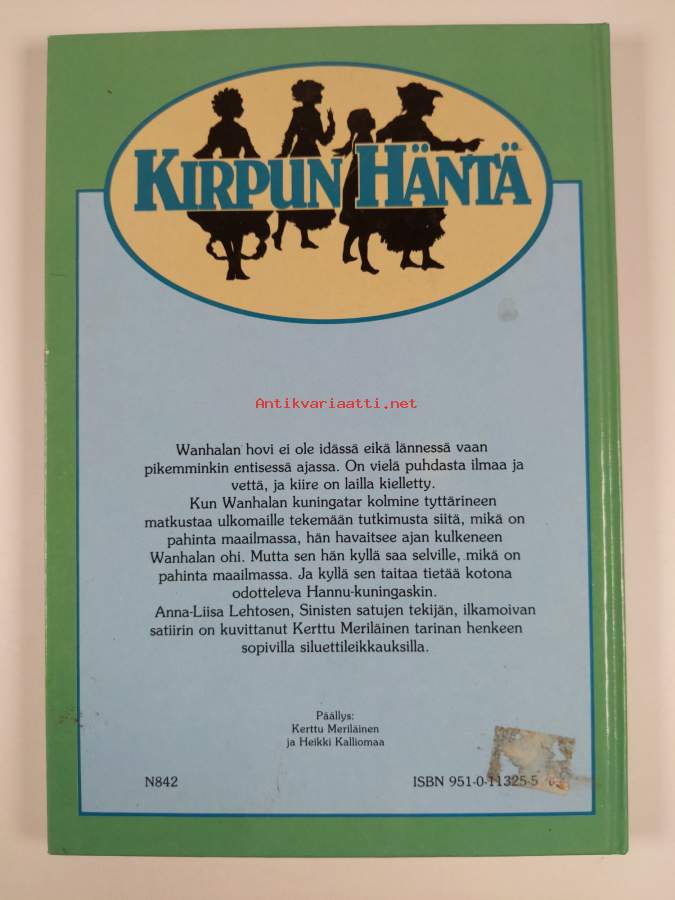 KIRPUN HÄNTÄ
Antikvariaatti.net
Wanhalan hovi ei ole idässä eikä lännessä vaan
pikemminkin entisessä ajassa. On vielä puhdasta ilmaa ja
vettä, ja kiire on lailla kielletty.
Kun Wanhalan kuningatar kolmine tyttärineen
matkustaa ulkomaille tekemään tutkimusta siitä, mikä on
pahinta maailmassa, hän havaitsee ajan kulkeneen
Wanhalan ohi. Mutta sen hän kyllä saa selville, mikä on
pahinta maailmassa. Ja kyllä sen taitaa tietää kotona
odotteleva Hannu-kuningaskin.
Anna-Liisa Lehtosen, Sinisten satujen tekijän, ilkamoivan
satiirin on kuvittanut Kerttu Meriläinen tarinan henkeen
sopivilla siluettileikkauksilla.
Päällys:
Kerttu Meriläinen
ja Heikki Kalliomaa
N842
ISBN 951-0-11325-5